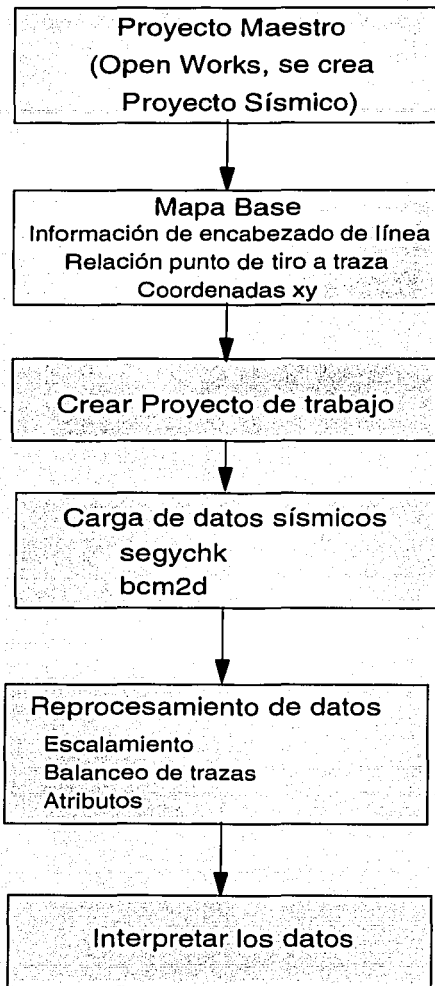 Proyecto Maestro
(Open Works, se crea
Proyecto Sísmico)
Mapa Base
Información de encabezado de línea
Relación punto de tiro a traza
Coordenadas xy
Crear Proyecto de trabajo
Carga de datos sísmicos
segychk
bcm2d
Reprocesamiento de datos
Escalamiento
Balanceo de trazas
Atributos
Interpretar los datos